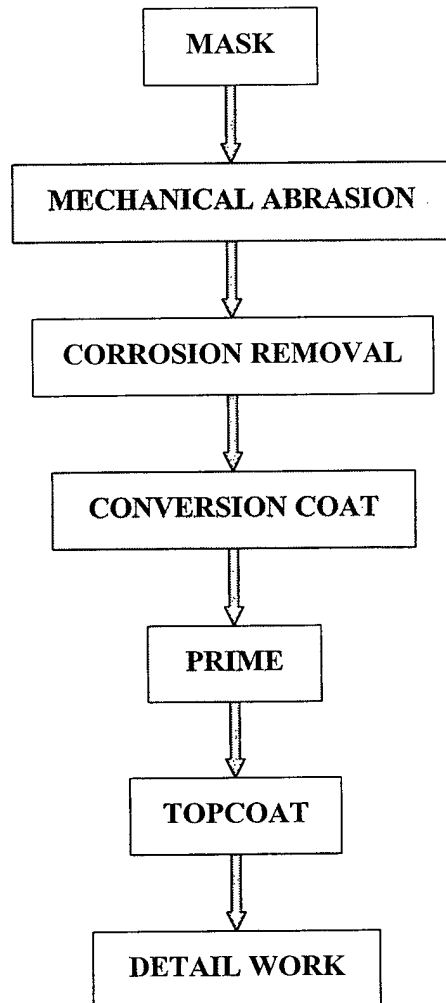 MASK
MECHANICAL ABRASION
CORROSION REMOVAL
CONVERSION COAT
PRIME
TOPCOAT
DETAIL WORK